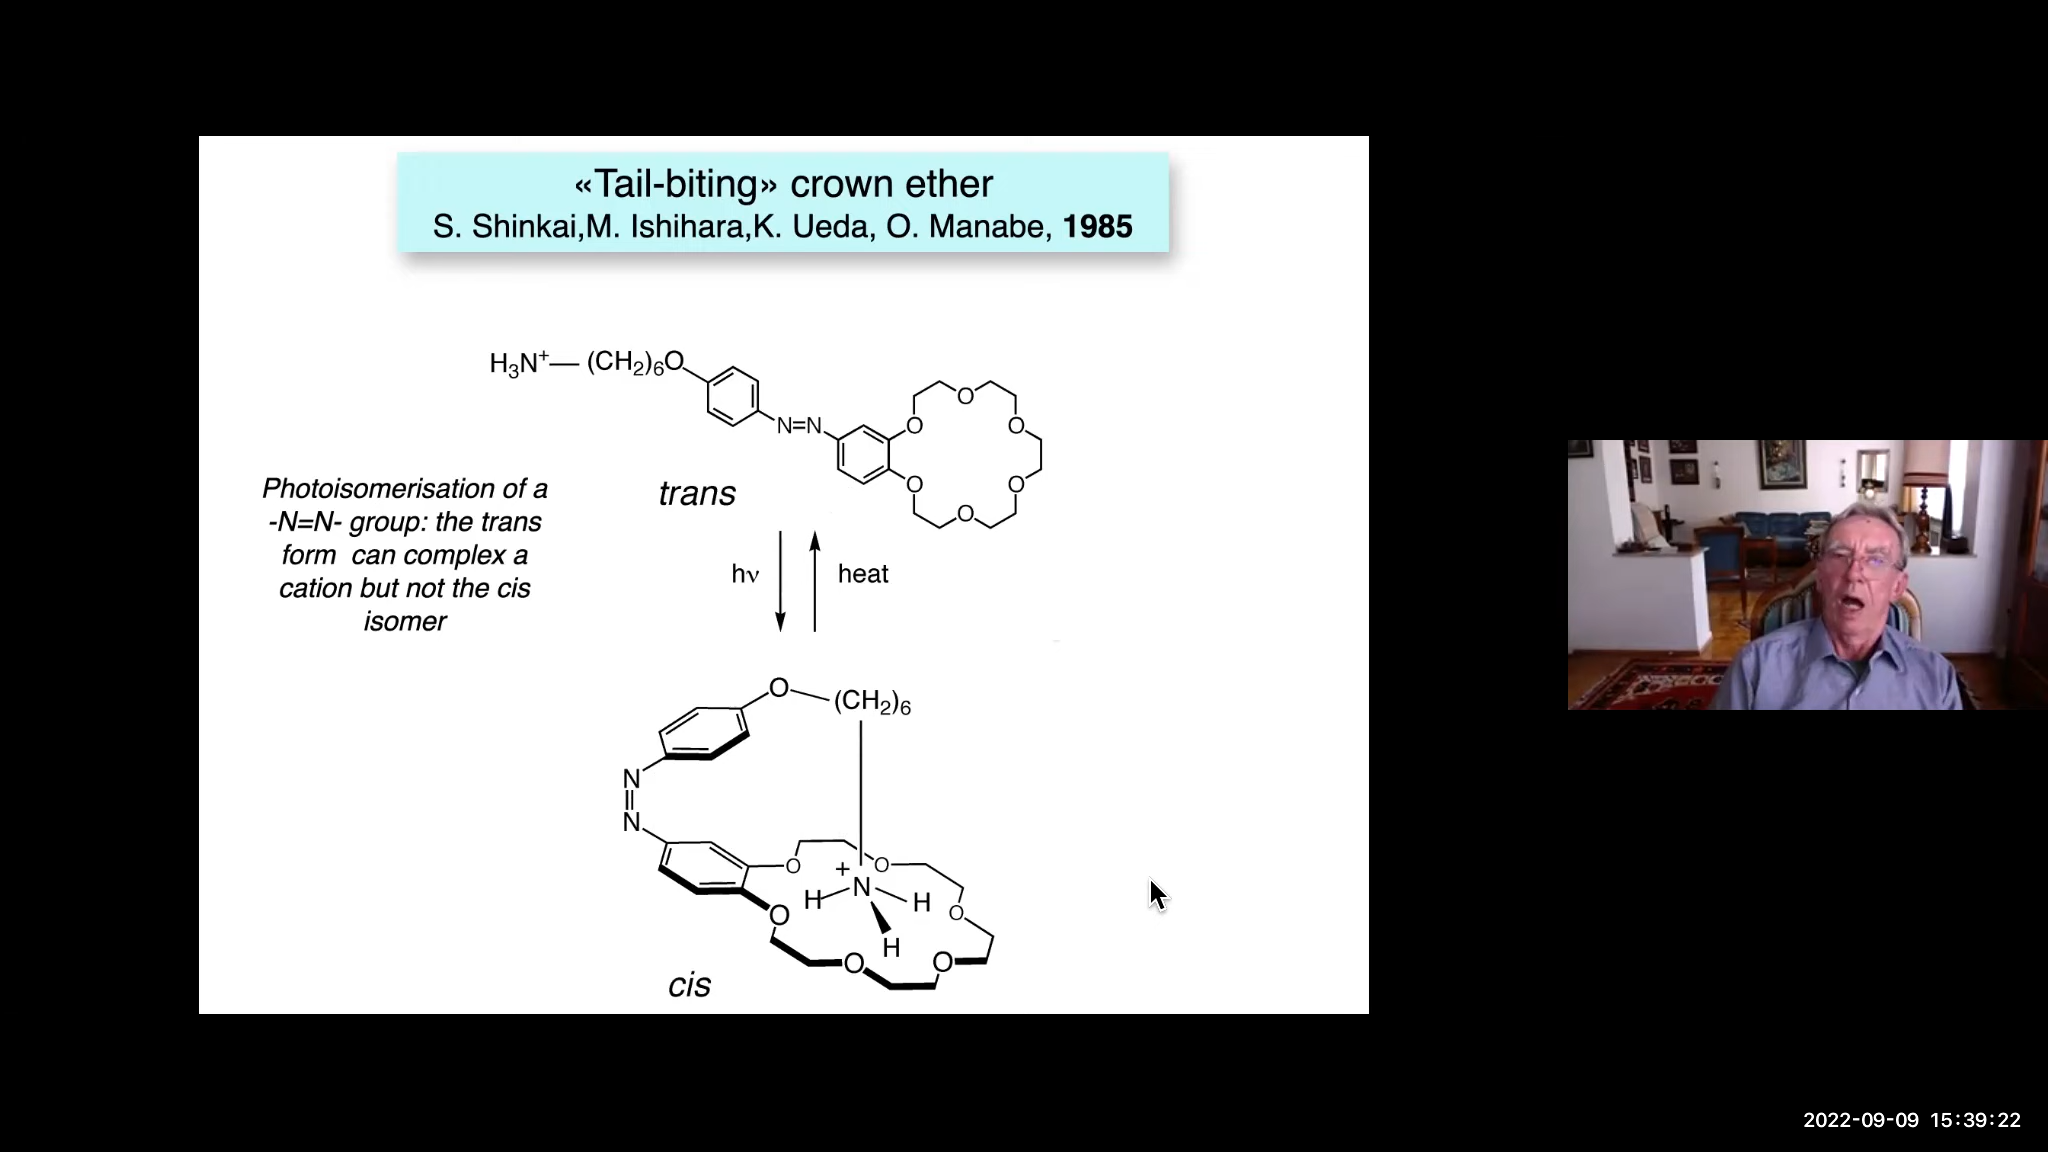 «Tail-biting» crown ether
S. Shinkai,M. Ishihara,K. Ueda, O. Manabe, 1985
H₃N⁺—(CH₂)₆O
N=N
O
O
O
O
O
O
trans
Photoisomerisation of a
-N=N- group: the trans
form can complex a
cation but not the cis
isomer
hν
heat
O
(CH₂)₆
N
N
O
O
+
N
H
H
O
O
H
O
O
cis
2022-09-09 15:39:22